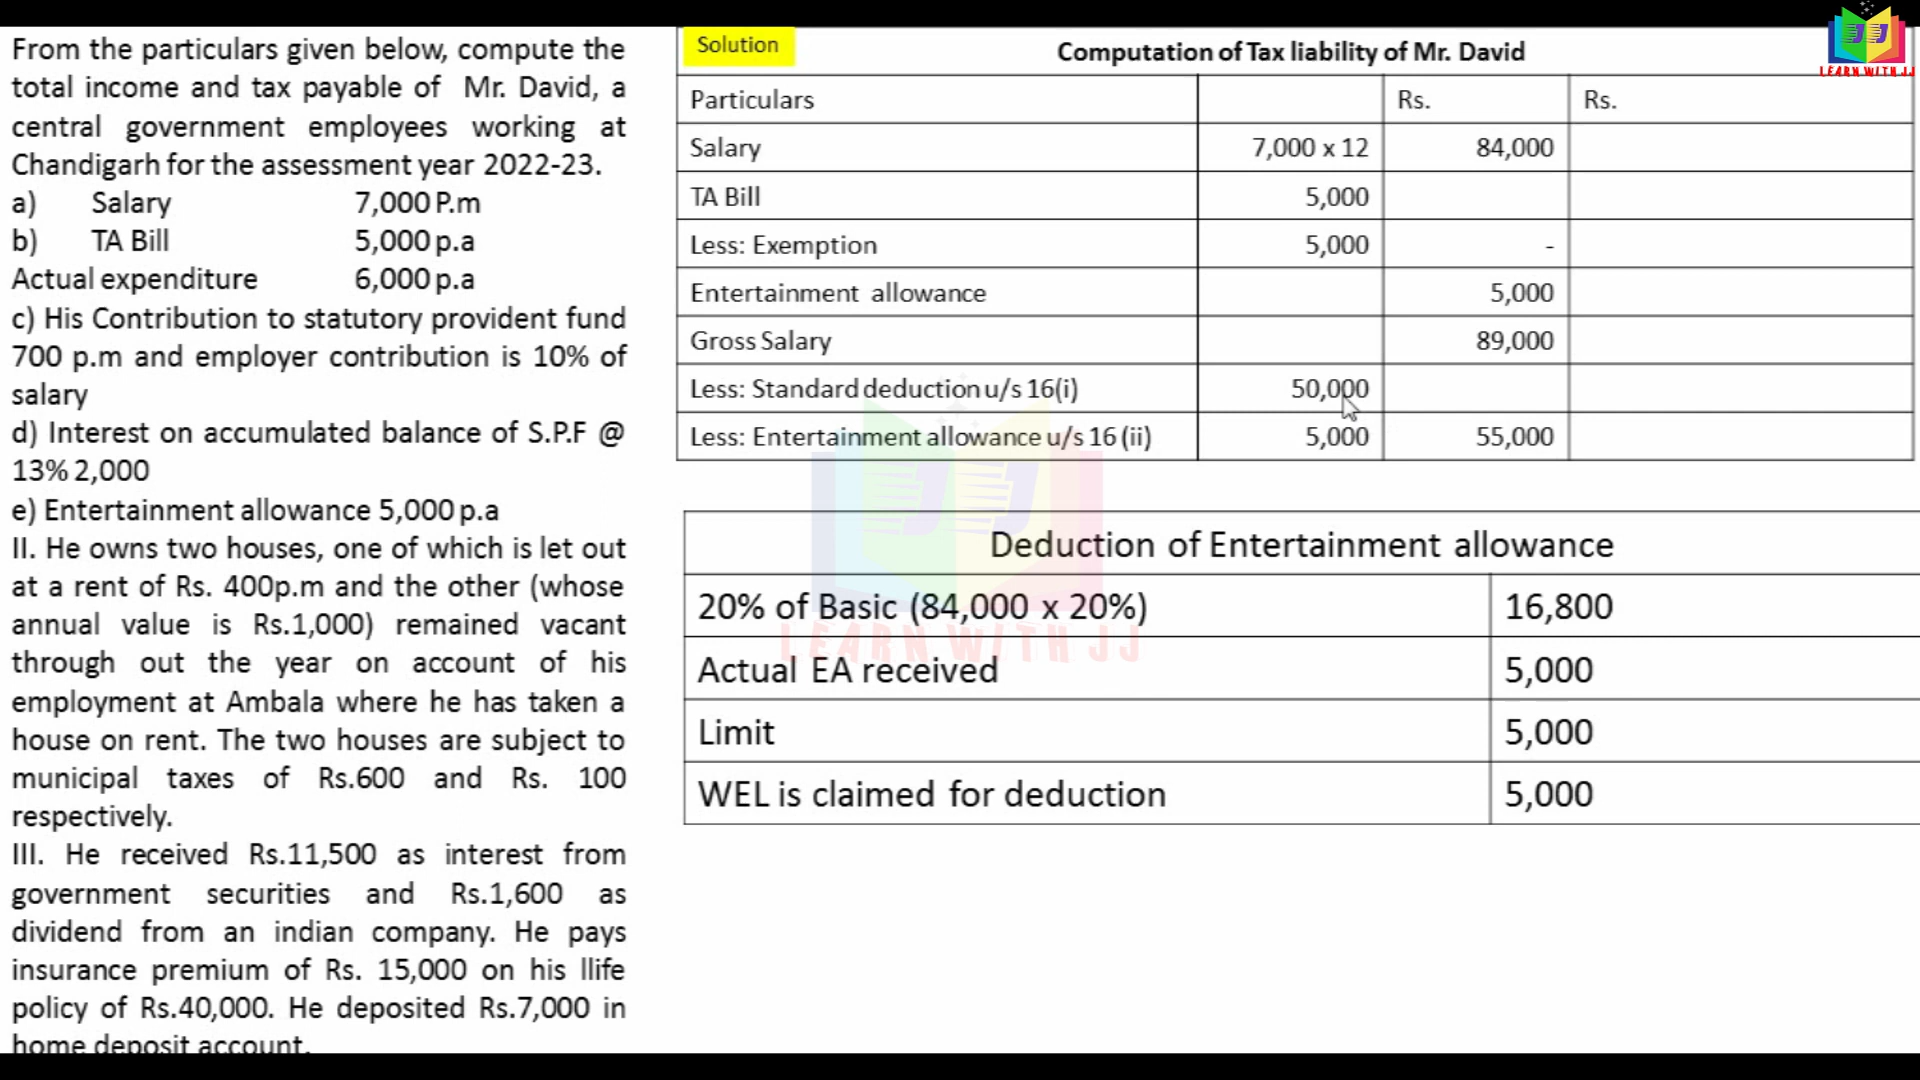 From the particulars given below, compute the
total income and tax payable of Mr. David, a
central government employees working at
Chandigarh for the assessment year 2022-23.
a) Salary 7,000 P.m
b) TA Bill 5,000 p.a
Actual expenditure 6,000 p.a
c) His Contribution to statutory provident fund
700 p.m and employer contribution is 10% of
salary
d) Interest on accumulated balance of S.P.F @
13% 2,000
e) Entertainment allowance 5,000 p.a
II. He owns two houses, one of which is let out
at a rent of Rs. 400p.m and the other (whose
annual value is Rs.1,000) remained vacant
through out the year on account of his
employment at Ambala where he has taken a
house on rent. The two houses are subject to
municipal taxes of Rs.600 and Rs. 100
respectively.
III. He received Rs.11,500 as interest from
government securities and Rs.1,600 as
dividend from an indian company. He pays
insurance premium of Rs. 15,000 on his llife
policy of Rs.40,000. He deposited Rs.7,000 in
home deposit account.
Solution
Computation of Tax liability of Mr. David
Particulars Rs. Rs.
Salary 7,000 x 12 84,000
TA Bill 5,000
Less: Exemption 5,000 -
Entertainment allowance 5,000
Gross Salary 89,000
Less: Standard deduction u/s 16(i) 50,000
Less: Entertainment allowance u/s 16 (ii) 5,000 55,000
Deduction of Entertainment allowance
20% of Basic (84,000 x 20%) 16,800
Actual EA received 5,000
Limit 5,000
WEL is claimed for deduction 5,000
JJ
LEARN WITH JJ
JJ
LEARN WITH JJ